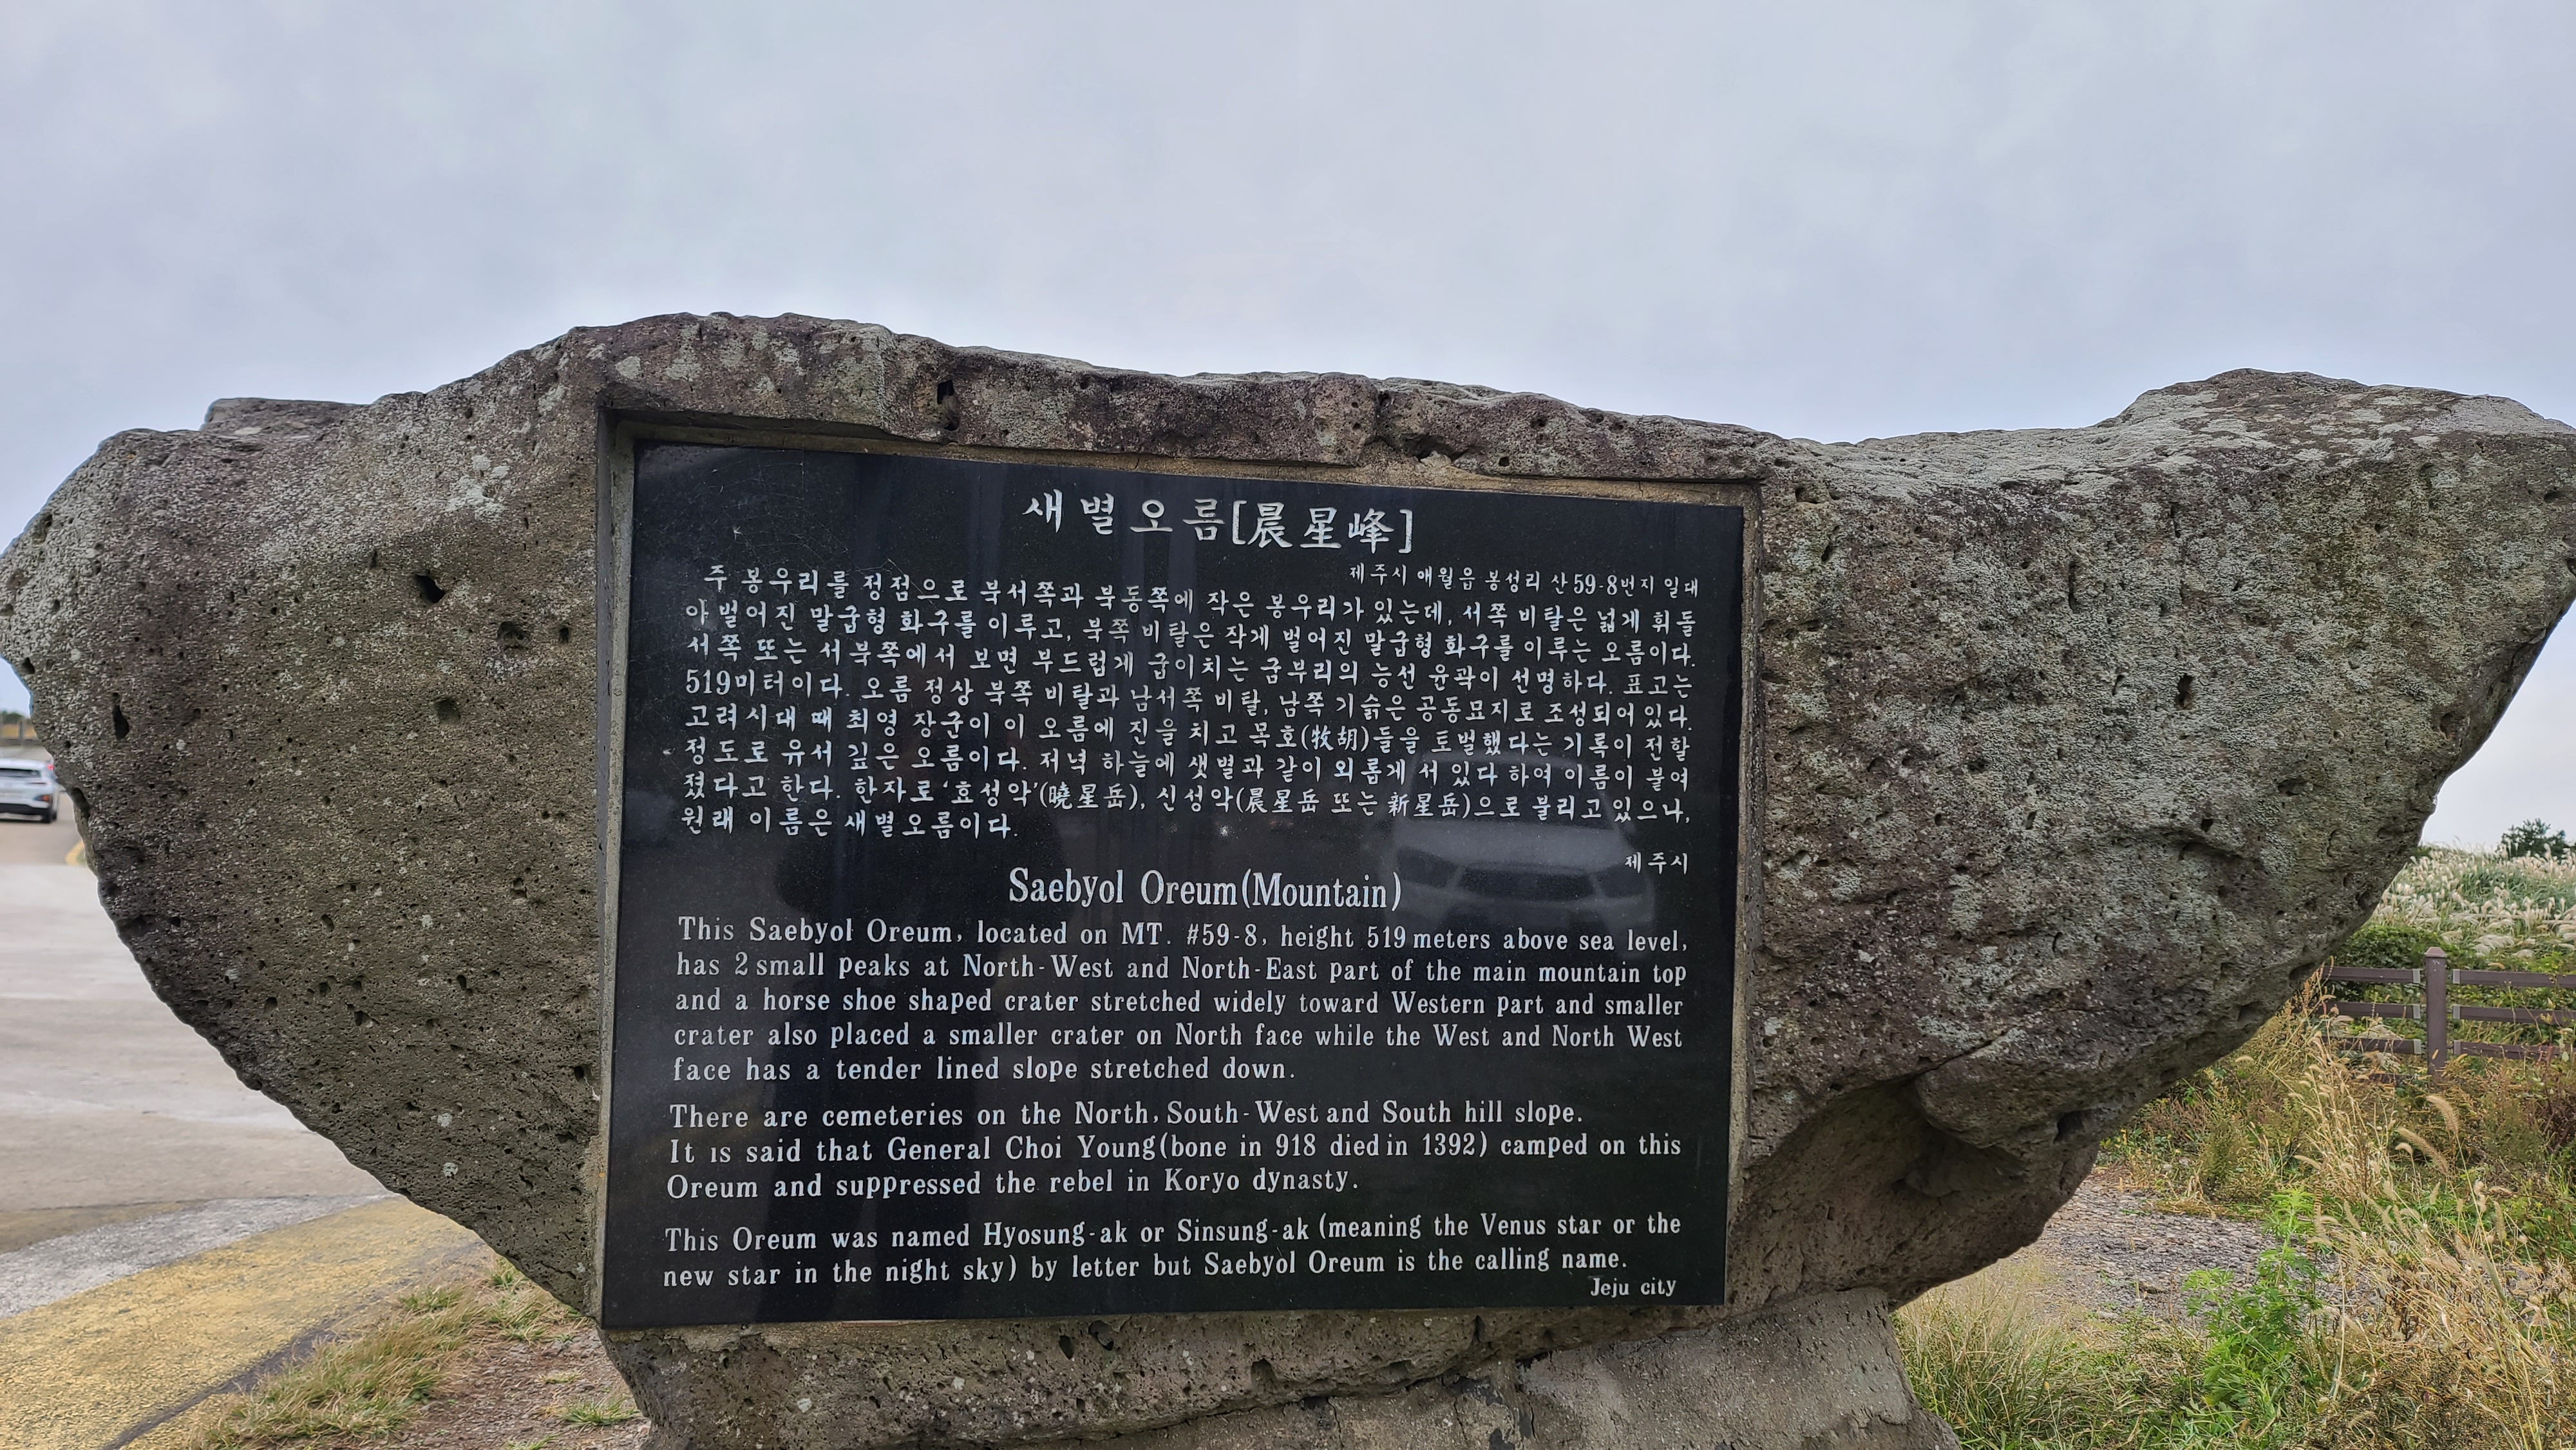 새별오름[晨星峰]
제주시 애월읍 봉성리 산 59-8번지 일대
주 봉우리를 정점으로 북서쪽과 북동쪽에 작은 봉우리가 있는데, 서쪽 비탈은 넓게 휘돌
아 벌어진 말굽형 화구를 이루고, 북쪽 비탈은 작게 벌어진 말굽형 화구를 이루는 오름이다.
서쪽 또는 서북쪽에서 보면 부드럽게 굽이치는 굼부리의 능선 윤곽이 선명하다. 표고는
519미터이다. 오름 정상 북쪽 비탈과 남서쪽 비탈, 남쪽 기슭은 공동묘지로 조성되어 있다.
고려시대 때 최영 장군이 이 오름에 진을 치고 목호(牧胡)들을 토벌했다는 기록이 전할
정도로 유서 깊은 오름이다. 저녁 하늘에 샛별과 같이 외롭게 서 있다 하여 이름이 붙여
졌다고 한다. 한자로 '효성악'(曉星岳), 신성악(晨星岳 또는 新星岳)으로 불리고 있으나,
원래 이름은 새별오름이다.
제주시
Saebyol Oreum(Mountain)
This Saebyol Oreum, located on MT. #59-8, height 519 meters above sea level,
has 2 small peaks at North-West and North-East part of the main mountain top
and a horse shoe shaped crater stretched widely toward Western part and smaller
crater also placed a smaller crater on North face while the West and North West
face has a tender lined slope stretched down.
There are cemeteries on the North, South-West and South hill slope.
It is said that General Choi Young(bone in 918 died in 1392) camped on this
Oreum and suppressed the rebel in Koryo dynasty.
This Oreum was named Hyosung-ak or Sinsung-ak (meaning the Venus star or the
new star in the night sky) by letter but Saebyol Oreum is the calling name.
Jeju city